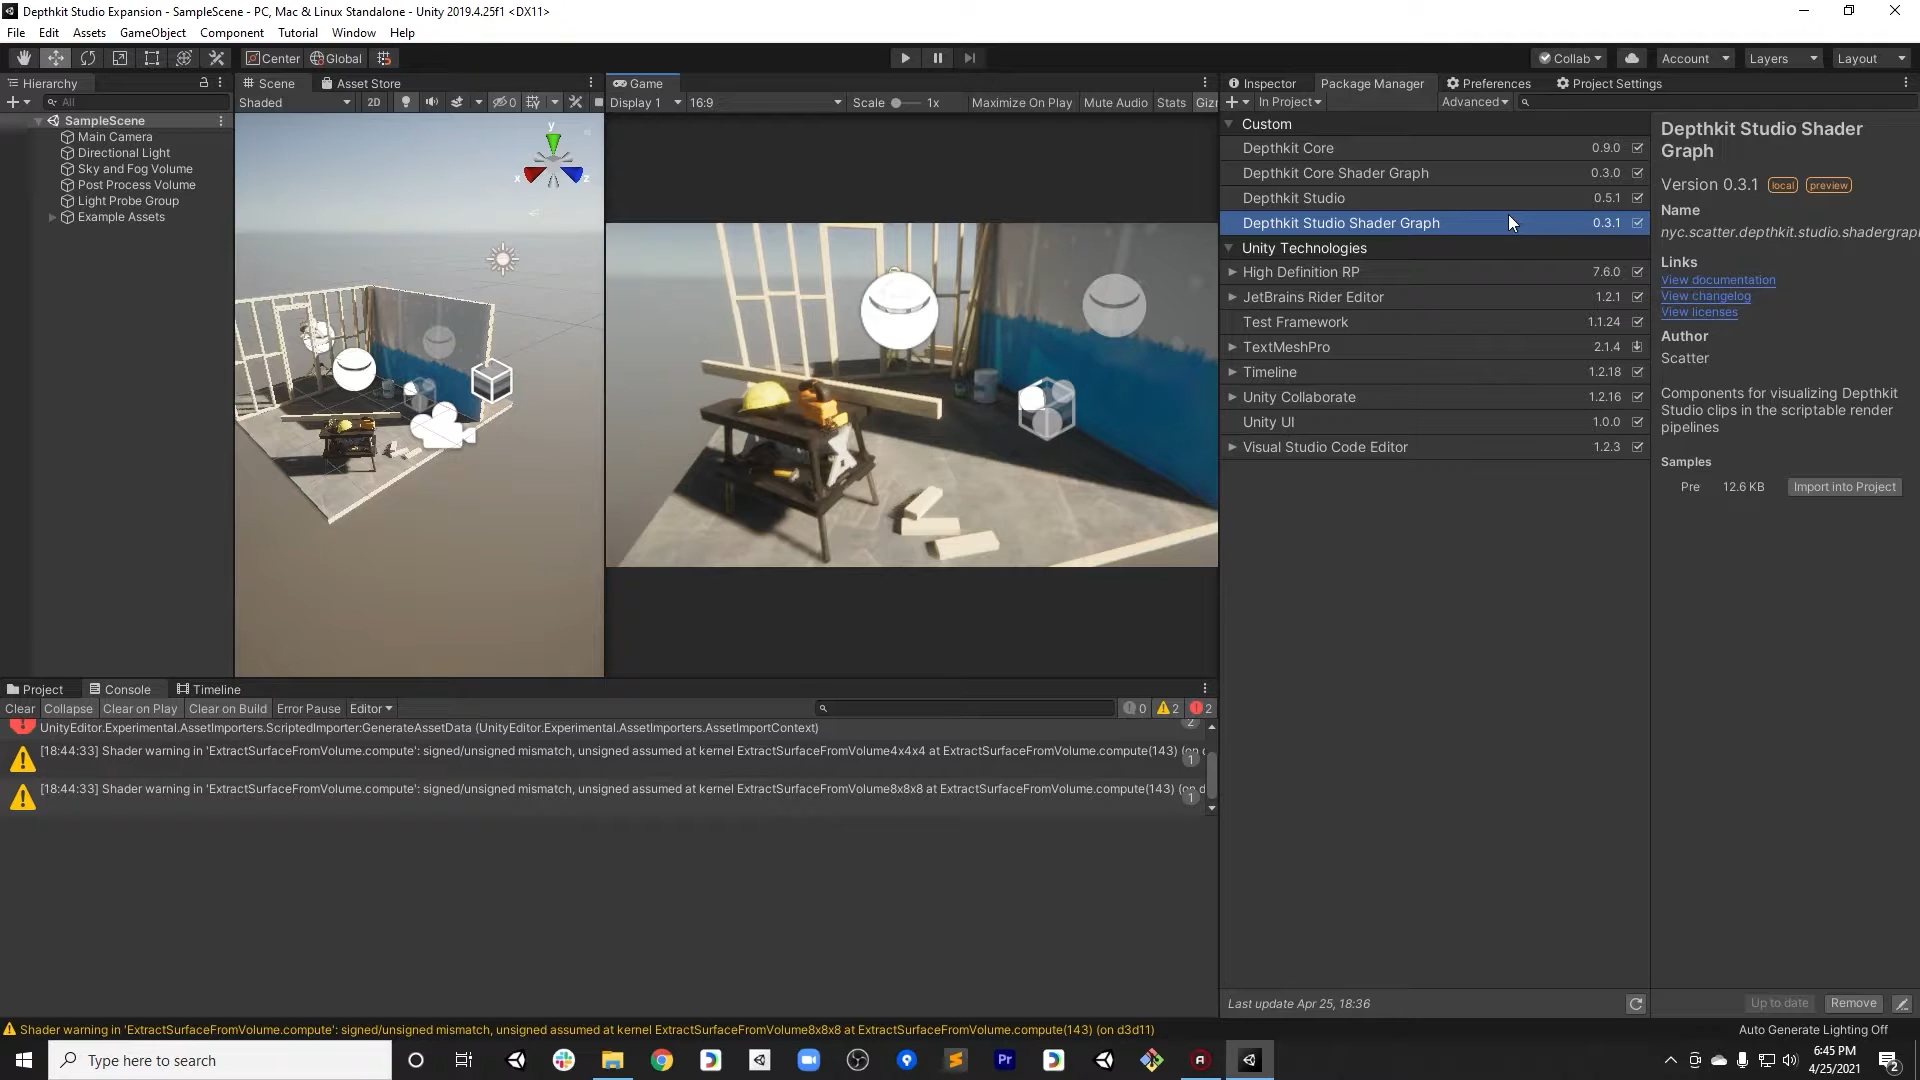 Depthkit Studio Expansion - SampleScene - PC, Mac & Linux Standalone - Unity 2019.4.25f1 <DX11>
File Edit Assets GameObject Component Tutorial Window Help
Center Global Collab Account Layers Layout
Hierarchy
All
SampleScene
Main Camera
Directional Light
Sky and Fog Volume
Post Process Volume
Light Probe Group
Example Assets
Scene Asset Store
Shaded 2D 0
y
x z
Game
Display 1 16:9 Scale 1x Maximize On Play Mute Audio Stats Giz
Inspector Package Manager Preferences Project Settings
In Project Advanced
Custom
Depthkit Core 0.9.0
Depthkit Core Shader Graph 0.3.0
Depthkit Studio 0.5.1
Depthkit Studio Shader Graph 0.3.1
Unity Technologies
High Definition RP 7.6.0
JetBrains Rider Editor 1.2.1
Test Framework 1.1.24
TextMeshPro 2.1.4
Timeline 1.2.18
Unity Collaborate 1.2.16
Unity UI 1.0.0
Visual Studio Code Editor 1.2.3
Last update Apr 25, 18:36
Depthkit Studio Shader
Graph
Version 0.3.1 local preview
Name
nyc.scatter.depthkit.studio.shadergraph
Links
View documentation
View changelog
View licenses
Author
Scatter
Components for visualizing Depthkit
Studio clips in the scriptable render
pipelines
Samples
Pre 12.6 KB Import into Project
Up to date Remove
Project Console Timeline
Clear Collapse Clear on Play Clear on Build Error Pause Editor 0 2 2
UnityEditor.Experimental.AssetImporters.ScriptedImporter:GenerateAssetData (UnityEditor.Experimental.AssetImporters.AssetImportContext) 2
[18:44:33] Shader warning in 'ExtractSurfaceFromVolume.compute': signed/unsigned mismatch, unsigned assumed at kernel ExtractSurfaceFromVolume4x4x4 at ExtractSurfaceFromVolume.compute(143) (on 1
[18:44:33] Shader warning in 'ExtractSurfaceFromVolume.compute': signed/unsigned mismatch, unsigned assumed at kernel ExtractSurfaceFromVolume8x8x8 at ExtractSurfaceFromVolume.compute(143) (on d 1
Shader warning in 'ExtractSurfaceFromVolume.compute': signed/unsigned mismatch, unsigned assumed at kernel ExtractSurfaceFromVolume8x8x8 at ExtractSurfaceFromVolume.compute(143) (on d3d11)
Auto Generate Lighting Off
Type here to search
Pr
6:45 PM
4/25/2021
2